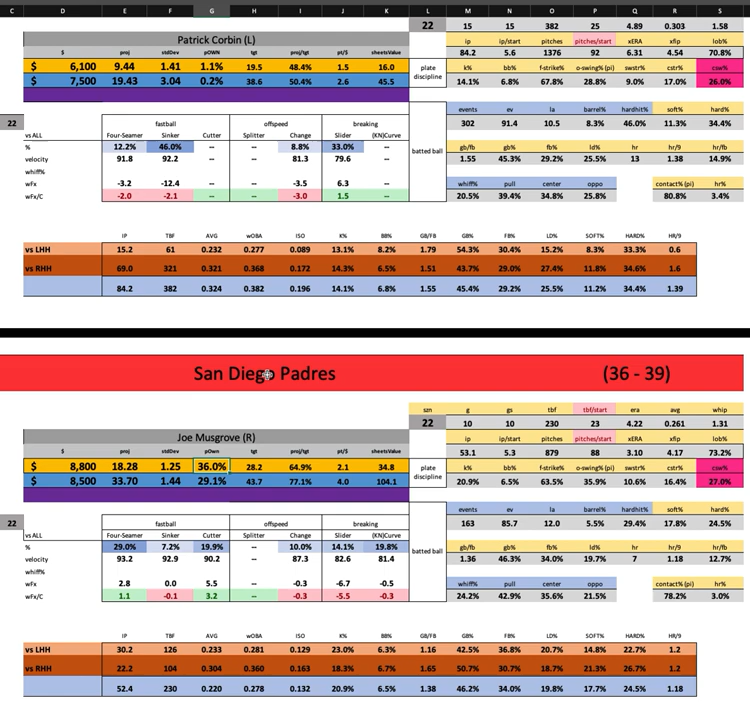 C D E F G H I J K L M N O P Q R S
22 15 15 382 25 4.89 0.303 1.58
Patrick Corbin (L) ip ip/start pitches pitches/start xERA xfip lob%
$ proj stdDev pOWN tgt proj/tgt pt/$ sheetsValue 84.2 5.6 1376 92 6.31 4.54 70.8%
$ 6,100 9.44 1.41 1.1% 19.5 48.4% 1.5 16.0 plate discipline k% bb% f-strike% o-swing% (pi) swstr% cstr% csw%
$ 7,500 19.43 3.04 0.2% 38.6 50.4% 2.6 45.5 14.1% 6.8% 67.8% 28.8% 9.0% 17.0% 26.0%
events ev la barrel% hardhit% soft% hard%
22 fastball offspeed breaking 302 91.4 10.5 8.3% 46.0% 11.3% 34.4%
vs ALL Four-Seamer Sinker Cutter Splitter Change Slider (KN)Curve
% 12.2% 46.0% -- -- 8.8% 33.0% -- batted ball gb/fb gb% fb% ld% hr hr/9 hr/fb
velocity 91.8 92.2 -- -- 81.3 79.6 1.55 45.3% 29.2% 25.5% 13 1.38 14.9%
whiff%
wFx -3.2 -12.4 -3.5 6.3 whiff% pull center oppo contact% (pi) hr%
wFx/C -2.0 -2.1 -- -- -3.0 1.5 -- 20.5% 39.4% 34.8% 25.8% 80.8% 3.4%
IP TBF AVG wOBA ISO K% BB% GB/FB GB% FB% LD% SOFT% HARD% HR/9
vs LHH 15.2 61 0.232 0.277 0.089 13.1% 8.2% 1.79 54.3% 30.4% 15.2% 8.3% 33.3% 0.6
vs RHH 69.0 321 0.321 0.368 0.172 14.3% 6.5% 1.51 43.7% 29.0% 27.4% 11.8% 34.6% 1.6
84.2 382 0.324 0.382 0.196 14.1% 6.8% 1.55 45.4% 29.2% 25.5% 11.2% 34.4% 1.39
San Diego Padres (36 - 39)
szn g gs tbf tbf/start era avg whip
22 10 10 230 23 4.22 0.261 1.31
Joe Musgrove (R) ip ip/start pitches pitches/start xERA xfip lob%
$ proj stdDev pOwn tgt proj/tgt pt/$ sheetsValue 53.1 5.3 879 88 3.10 4.17 73.2%
$ 8,800 18.28 1.25 36.0% 28.2 64.9% 2.1 34.8 plate discipline k% bb% f-strike% o-swing% (pi) swstr% cstr% csw%
$ 8,500 33.70 1.44 29.1% 43.7 77.1% 4.0 104.1 20.9% 6.5% 63.5% 35.9% 10.6% 16.4% 27.0%
events ev la barrel% hardhit% soft% hard%
22 fastball offspeed breaking 163 85.7 12.0 5.5% 29.4% 17.8% 24.5%
vs ALL Four-Seamer Sinker Cutter Splitter Change Slider (KN)Curve
% 29.0% 7.2% 19.9% -- 10.0% 14.1% 19.8% batted ball gb/fb gb% fb% ld% hr hr/9 hr/fb
velocity 93.2 92.9 90.2 -- 87.3 82.6 81.4 1.36 46.3% 34.0% 19.7% 7 1.18 12.7%
whiff%
wFx 2.8 0.0 5.5 -0.3 -6.7 -0.5 whiff% pull center oppo contact% (pi) hr%
wFx/C 1.1 -0.1 3.2 -- -0.3 -5.5 -0.3 24.2% 42.9% 35.6% 21.5% 78.2% 3.0%
IP TBF AVG wOBA ISO K% BB% GB/FB GB% FB% LD% SOFT% HARD% HR/9
vs LHH 30.2 126 0.233 0.281 0.129 23.0% 6.3% 1.16 42.5% 36.8% 20.7% 14.8% 22.7% 1.2
vs RHH 22.2 104 0.304 0.360 0.163 18.3% 6.7% 1.65 50.7% 30.7% 18.7% 21.3% 26.7% 1.2
52.4 230 0.220 0.278 0.132 20.9% 6.5% 1.38 46.2% 34.0% 19.8% 17.7% 24.5% 1.18